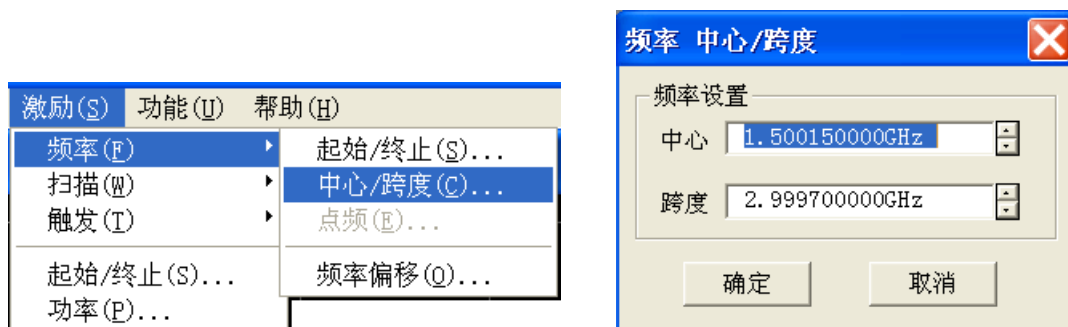 激励(S) 功能(U) 帮助(H)
频率(F)
扫描(W)
触发(T)
起始/终止(S)...
功率(P)...
起始/终止(S)...
中心/跨度(C)...
点频(E)...
频率偏移(O)...
频率 中心/跨度
频率设置
中心 1.500150000GHz
跨度 2.999700000GHz
确定 取消